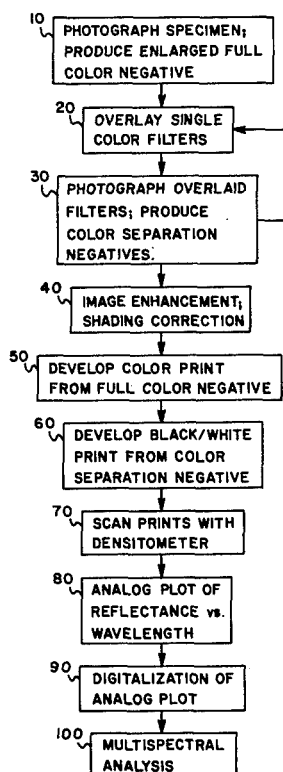 10
PHOTOGRAPH SPECIMEN;
PRODUCE ENLARGED FULL
COLOR NEGATIVE
20
OVERLAY SINGLE
COLOR FILTERS
30
PHOTOGRAPH OVERLAID
FILTERS; PRODUCE
COLOR SEPARATION
NEGATIVES.
40
IMAGE ENHANCEMENT;
SHADING CORRECTION
50
DEVELOP COLOR PRINT
FROM FULL COLOR NEGATIVE
60
DEVELOP BLACK/WHITE
PRINT FROM COLOR
SEPARATION NEGATIVE
70
SCAN PRINTS WITH
DENSITOMETER
80
ANALOG PLOT OF
REFLECTANCE vs.
WAVELENGTH
90
DIGITALIZATION OF
ANALOG PLOT
100
MULTISPECTRAL
ANALYSIS